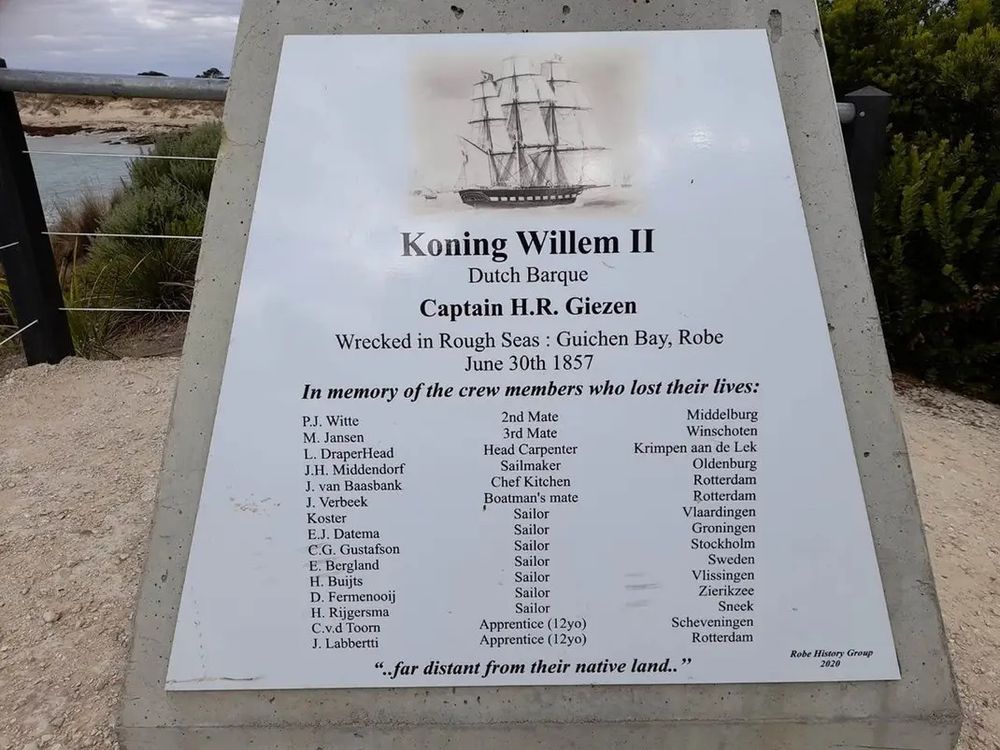 Koning Willem II
Dutch Barque
Captain H.R. Giezen
Wrecked in Rough Seas : Guichen Bay, Robe
June 30th 1857
In memory of the crew members who lost their lives:
P.J. Witte 2nd Mate Middelburg
M. Jansen 3rd Mate Winschoten
L. DraperHead Head Carpenter Krimpen aan de Lek
J.H. Middendorf Sailmaker Oldenburg
J. van Baasbank Chef Kitchen Rotterdam
J. Verbeek Boatman's mate Rotterdam
Koster Sailor Vlaardingen
E.J. Datema Sailor Groningen
C.G. Gustafson Sailor Stockholm
E. Bergland Sailor Sweden
H. Buijts Sailor Vlissingen
D. Fermenooij Sailor Zierikzee
H. Rijgersma Sailor Sneek
C.v.d Toorn Apprentice (12yo) Scheveningen
J. Labbertti Apprentice (12yo) Rotterdam
“..far distant from their native land..”
Robe History Group
2020